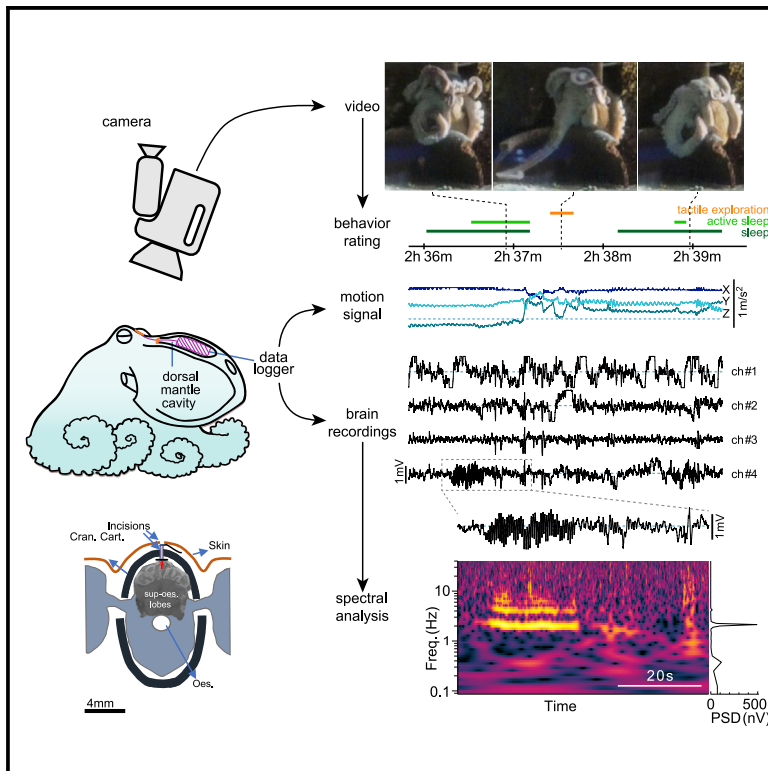 camera
video
behavior
rating
tactile exploration
active sleep
sleep
2h 36m
2h 37m
2h 38m
2h 39m
motion
signal
X
Y
Z
1m/s²
data
logger
dorsal
mantle
cavity
brain
recordings
ch#1
ch#2
ch#3
ch#4
1mV
1mV
Incisions
Cran. Cart.
Skin
sup-oes.
lobes
Oes.
4mm
spectral
analysis
Freq.(Hz)
10
1
0.1
20s
Time
0 500
PSD(nV)